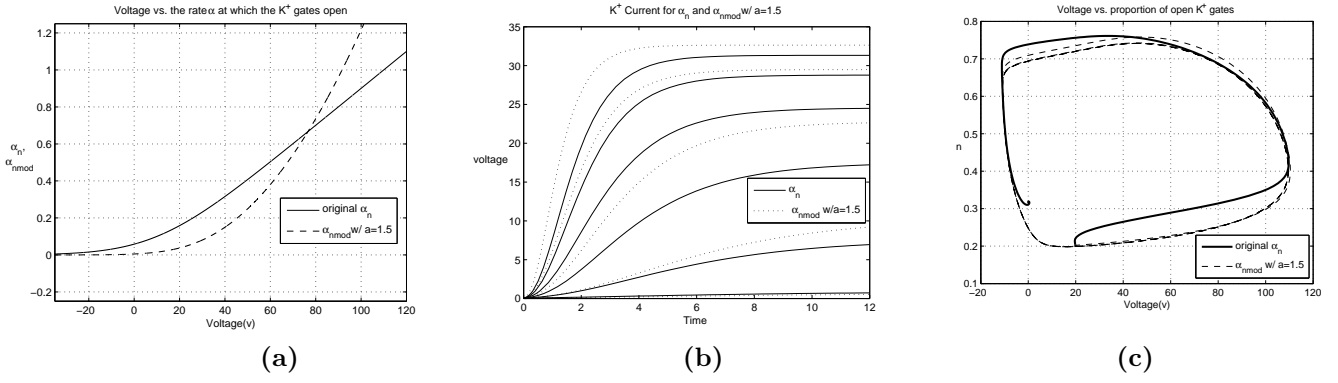 Voltage vs. the rate α at which the K⁺ gates open
1.2
1
0.8
0.6
0.4
0.2
0
−0.2
αₙ,
αₙₘₒd
original αₙ
αₙₘₒd w/ a=1.5
−20 0 20 40 60 80 100 120
Voltage(v)
(a)
K⁺ Current for αₙ and αₙₘₒd w/ a=1.5
35
30
25
20
15
10
5
0
voltage
αₙ
αₙₘₒd w/a=1.5
0 2 4 6 8 10 12
Time
(b)
Voltage vs. proportion of open K⁺ gates
0.8
0.7
0.6
0.5
0.4
0.3
0.2
0.1
n
original αₙ
αₙₘₒd w/ a=1.5
−20 0 20 40 60 80 100 120
Voltage(v)
(c)